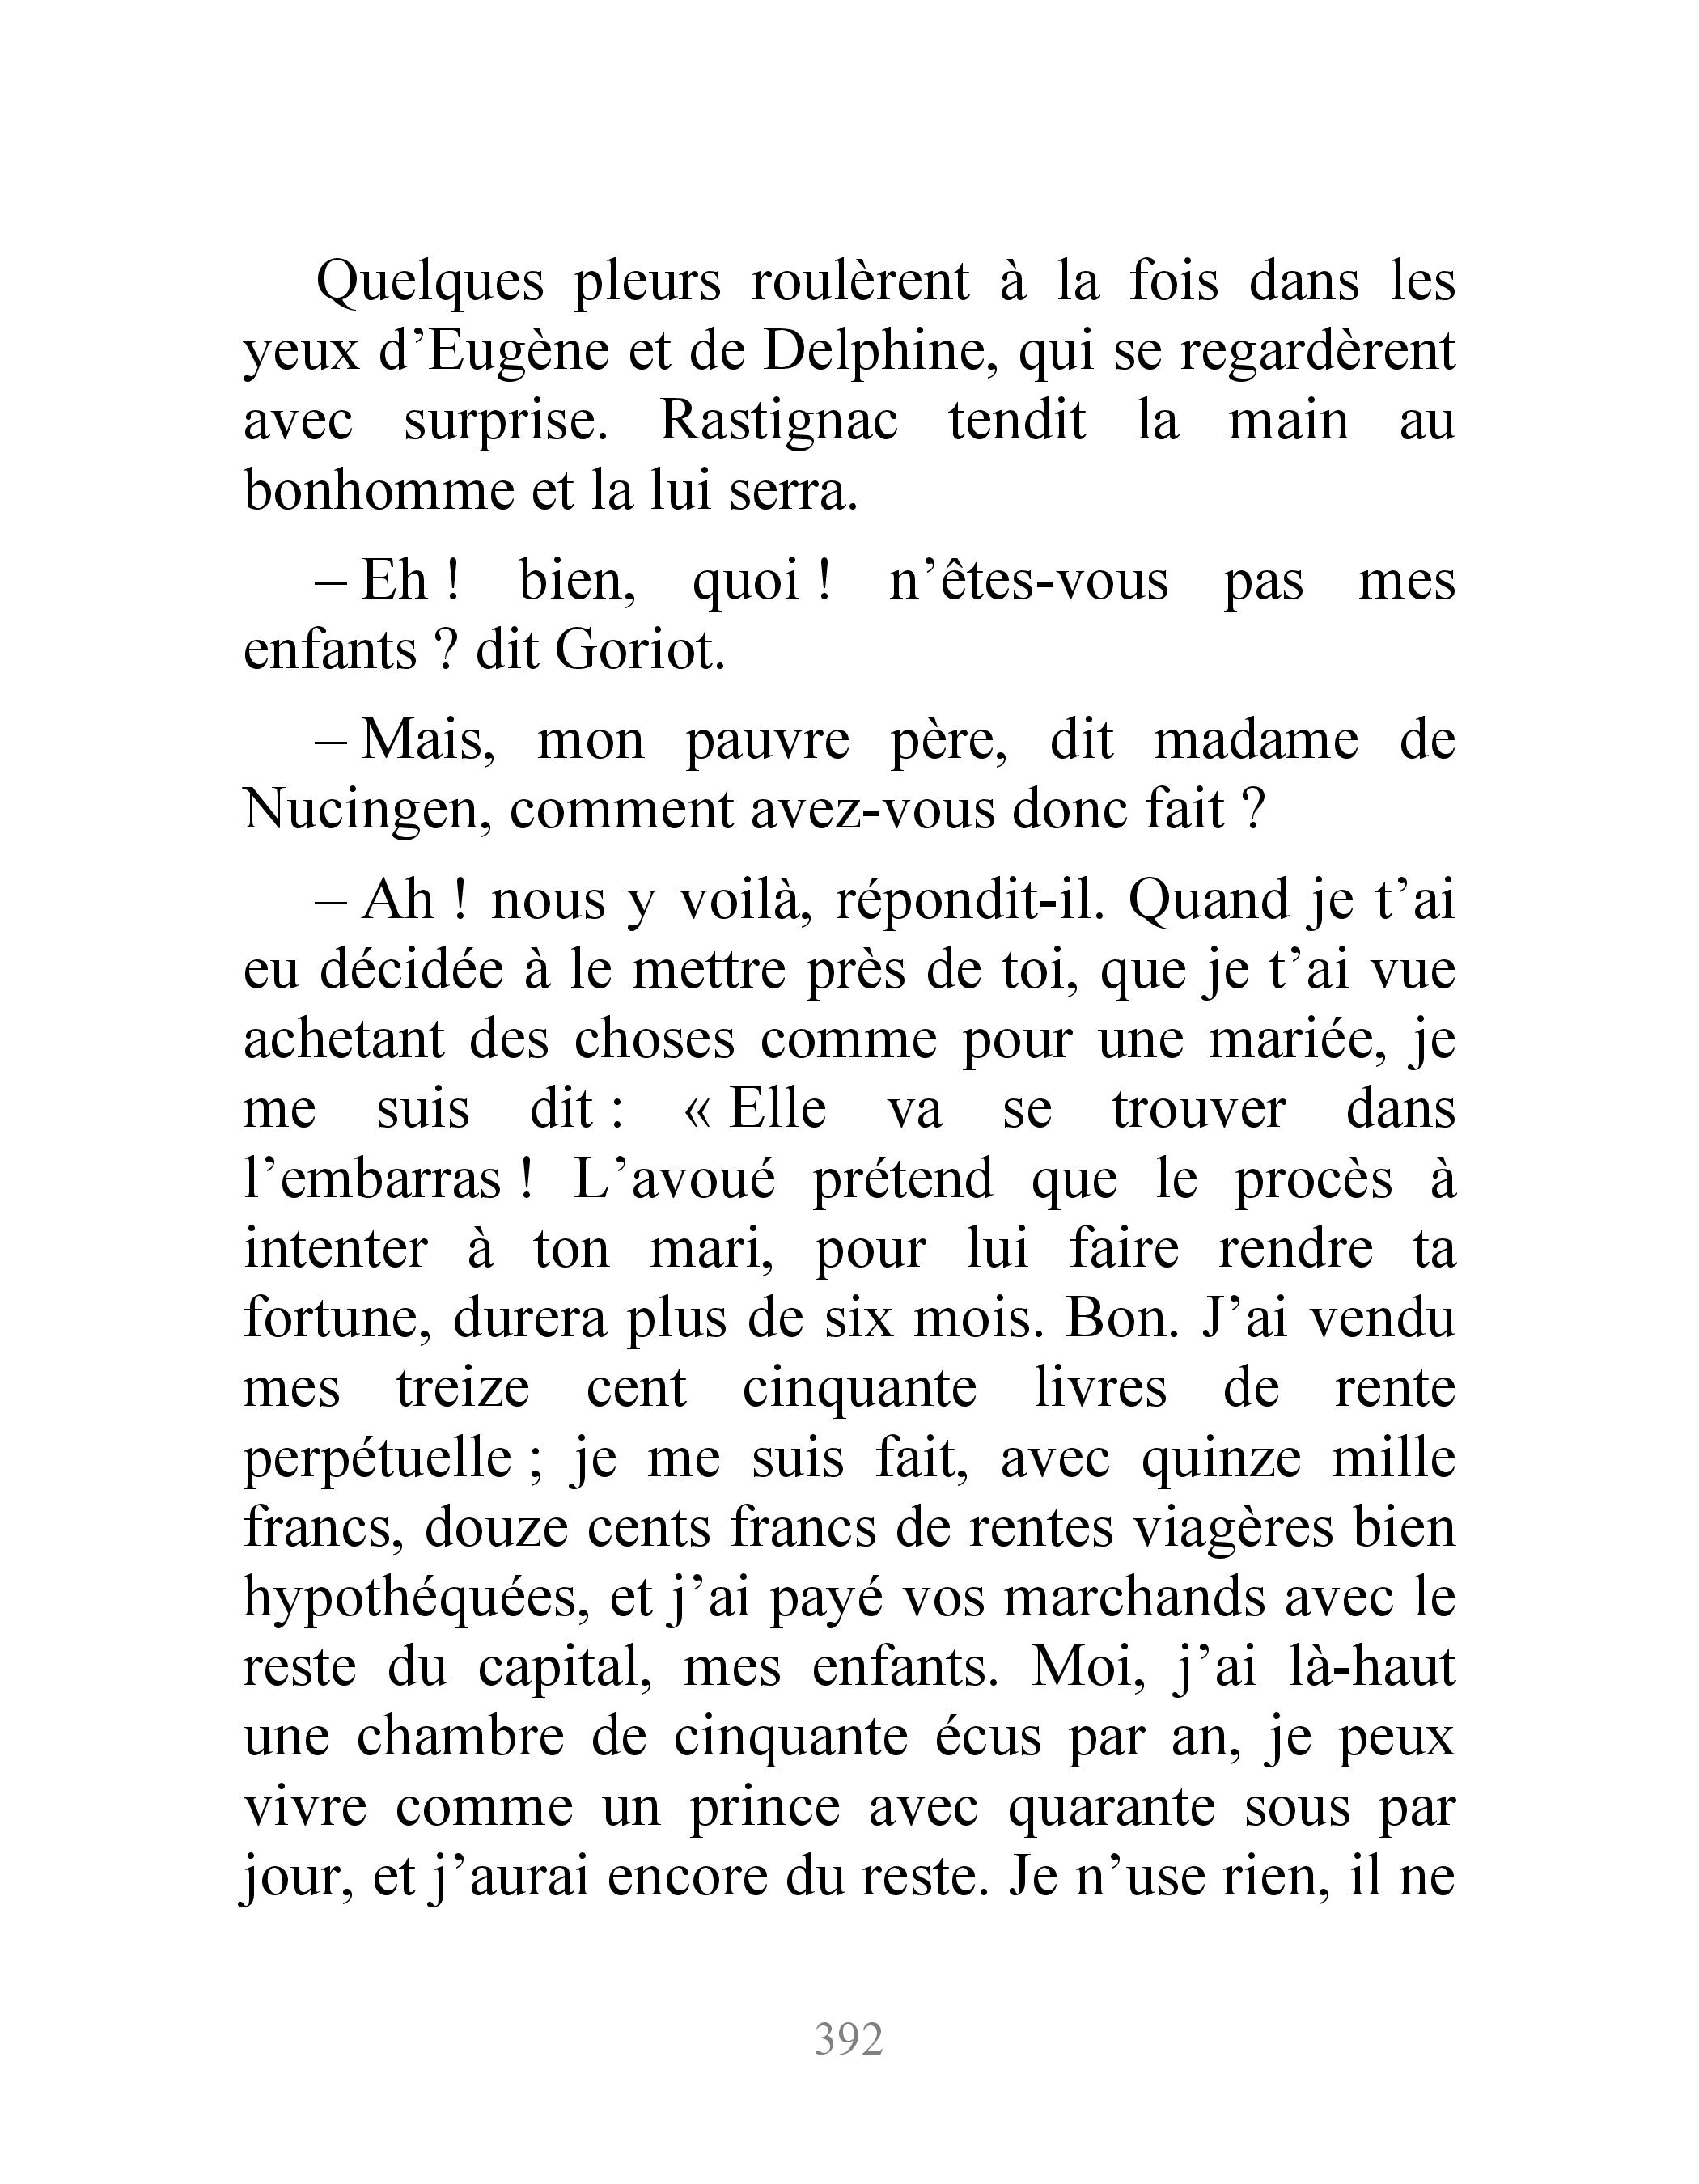 Quelques pleurs roulèrent à la fois dans les
yeux d’Eugène et de Delphine, qui se regardèrent
avec surprise. Rastignac tendit la main au
bonhomme et la lui serra.
– Eh ! bien, quoi ! n’êtes-vous pas mes
enfants ? dit Goriot.
– Mais, mon pauvre père, dit madame de
Nucingen, comment avez-vous donc fait ?
– Ah ! nous y voilà, répondit-il. Quand je t’ai
eu décidée à le mettre près de toi, que je t’ai vue
achetant des choses comme pour une mariée, je
me suis dit : « Elle va se trouver dans
l’embarras ! L’avoué prétend que le procès à
intenter à ton mari, pour lui faire rendre ta
fortune, durera plus de six mois. Bon. J’ai vendu
mes treize cent cinquante livres de rente
perpétuelle ; je me suis fait, avec quinze mille
francs, douze cents francs de rentes viagères bien
hypothéquées, et j’ai payé vos marchands avec le
reste du capital, mes enfants. Moi, j’ai là-haut
une chambre de cinquante écus par an, je peux
vivre comme un prince avec quarante sous par
jour, et j’aurai encore du reste. Je n’use rien, il ne
392